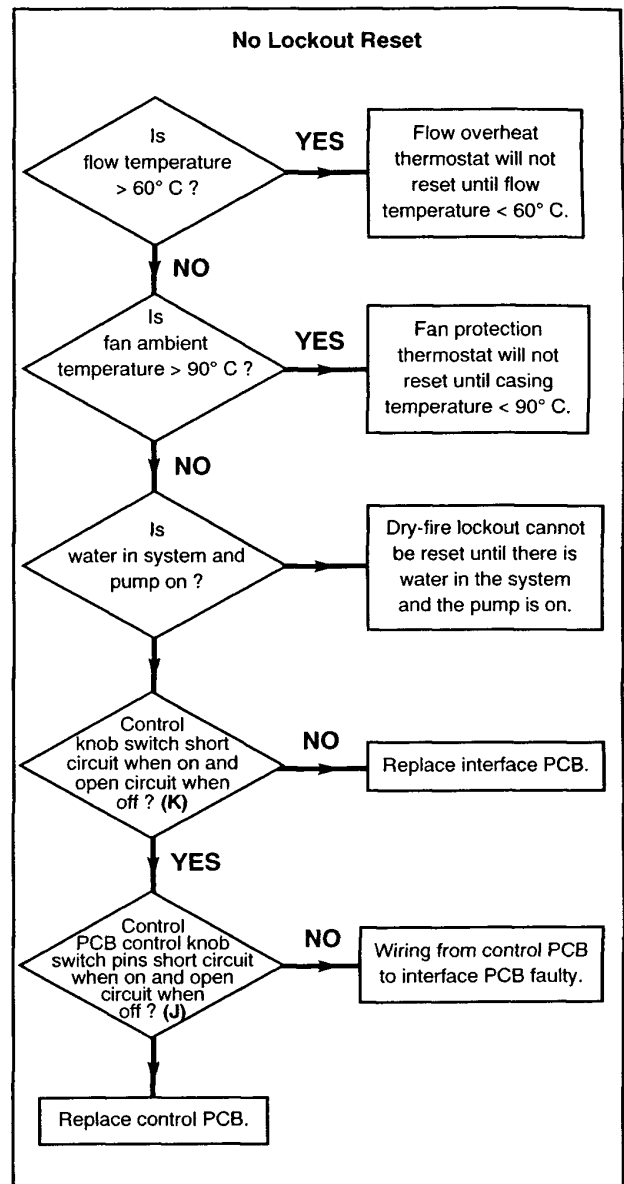 No Lockout Reset
Is
flow temperature
> 60° C ?
YES
Flow overheat
thermostat will not
reset until flow
temperature < 60° C.
NO
Is
fan ambient
temperature > 90° C ?
YES
Fan protection
thermostat will not
reset until casing
temperature < 90° C.
NO
Is
water in system and
pump on ?
Dry-fire lockout cannot
be reset until there is
water in the system
and the pump is on.
Control
knob switch short
circuit when on and
open circuit when
off ? (K)
NO
Replace interface PCB.
YES
Control
PCB control knob
switch pins short circuit
when on and open
circuit when
off ? (J)
NO
Wiring from control PCB
to interface PCB faulty.
Replace control PCB.